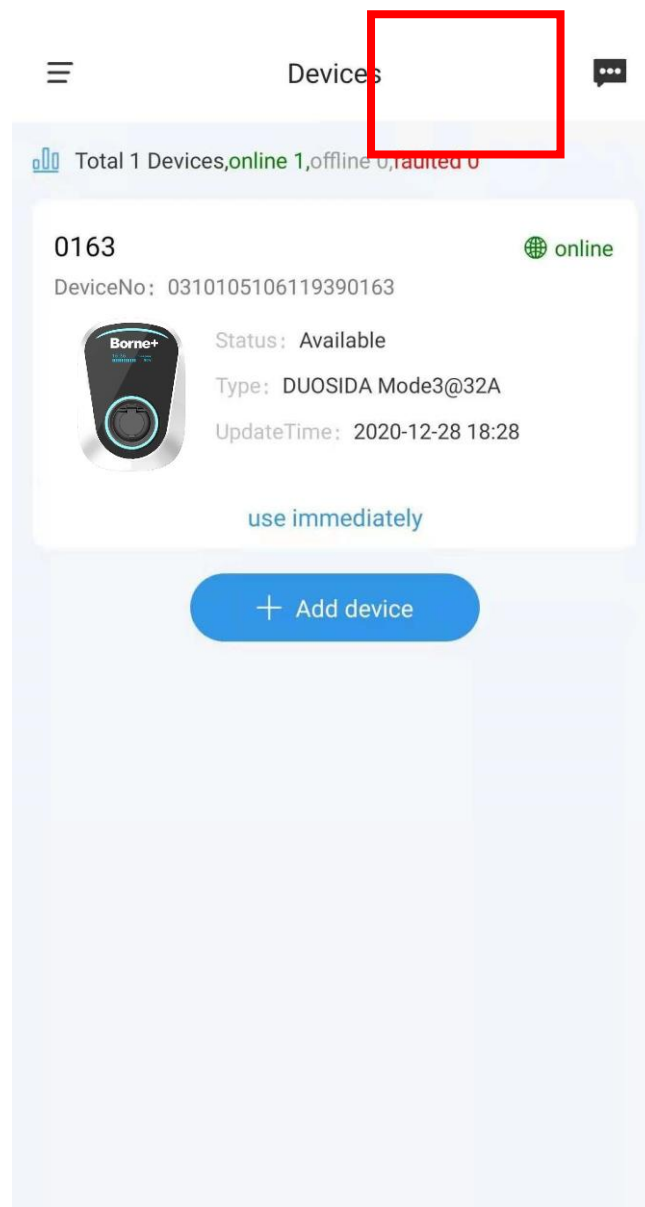 Devices
Total 1 Devices,online 1,offline 0,faulted 0
0163
online
DeviceNo: 0310105106119390163
Borne+
Status: Available
Type: DUOSIDA Mode3@32A
UpdateTime: 2020-12-28 18:28
use immediately
+ Add device